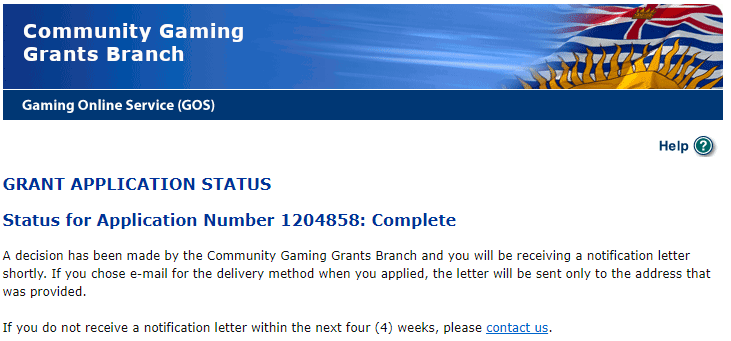 Community Gaming
Grants Branch
Gaming Online Service (GOS)
Help ?
GRANT APPLICATION STATUS
Status for Application Number 1204858: Complete
A decision has been made by the Community Gaming Grants Branch and you will be receiving a notification letter
shortly. If you chose e-mail for the delivery method when you applied, the letter will be sent only to the address that
was provided.
If you do not receive a notification letter within the next four (4) weeks, please contact us.